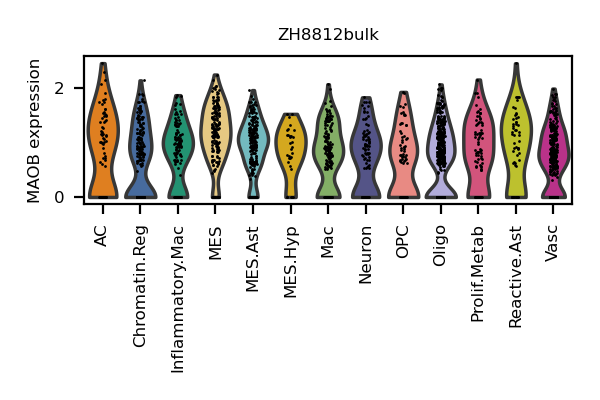 ZH8812bulk
MAOB expression
2
0
AC
Chromatin.Reg
Inflammatory.Mac
MES
MES.Ast
MES.Hyp
Mac
Neuron
OPC
Oligo
Prolif.Metab
Reactive.Ast
Vasc